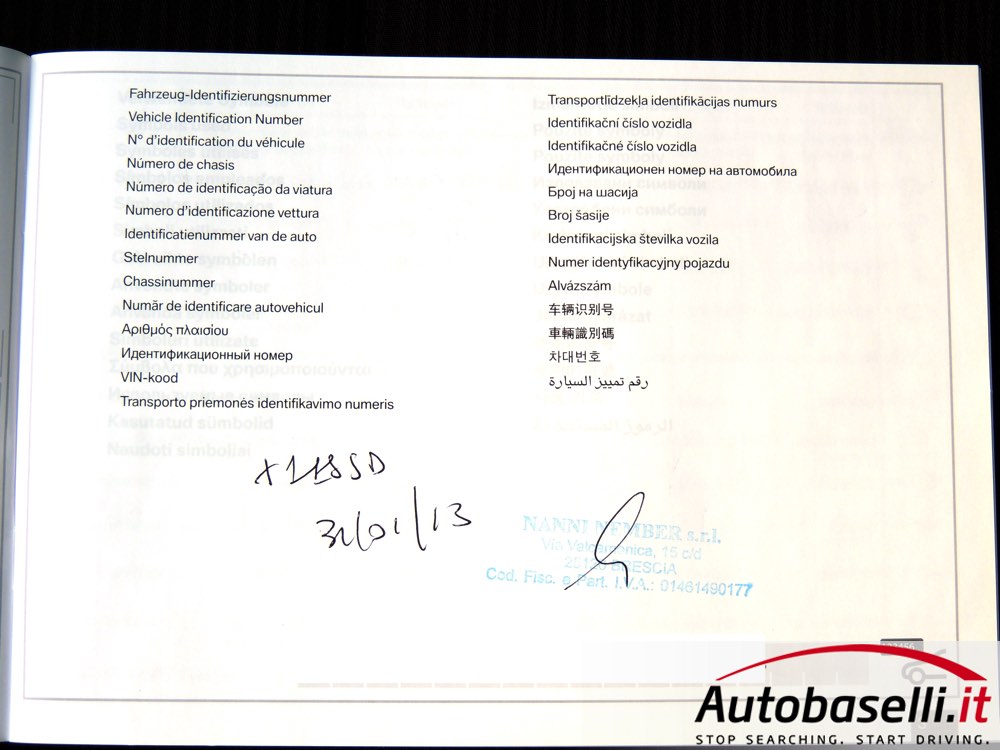 Fahrzeug-Identifizierungsnummer
Vehicle Identification Number
N° d'identification du véhicule
Número de chasis
Número de identificação da viatura
Numero d'identificazione vettura
Identificatienummer van de auto
Stelnummer
Chassinummer
Număr de identificare autovehicul
Αριθμός πλαισίου
Идентификационный номер
VIN-kood
Transporto priemonės identifikavimo numeris
Transportlīdzekļa identifikācijas numurs
Identifikační číslo vozidla
Identifikačné číslo vozidla
Идентификационен номер на автомобила
Број на шасија
Broj šasije
Identifikacijska številka vozila
Numer identyfikacyjny pojazdu
Alvázszám
车辆识别号
車輛識別碼
차대번호
رقم تمييز السيارة
31/01/13
NANNI NEMBER s.r.l.
Via Valcamonica, 15 c/d
BRESCIA
Cod. Fisc. e Part. I.V.A.: 01461490177
Autobaselli.it
STOP SEARCHING. START DRIVING.